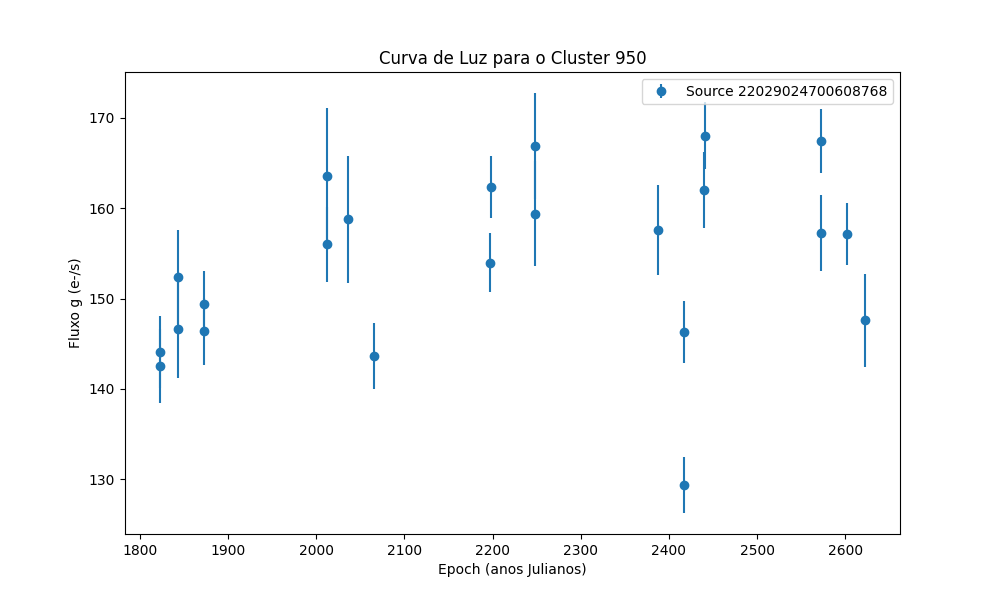 Curva de Luz para o Cluster 950
Source 22029024700608768
Fluxo g (e-/s)
170
160
150
140
130
1800 1900 2000 2100 2200 2300 2400 2500 2600
Epoch (anos Julianos)